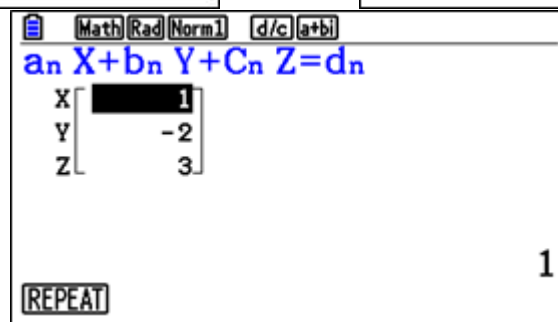 Math Rad Norm1 d/c a+bi
an X+bn Y+Cn Z=dn
X 1
Y -2
Z 3
1
REPEAT